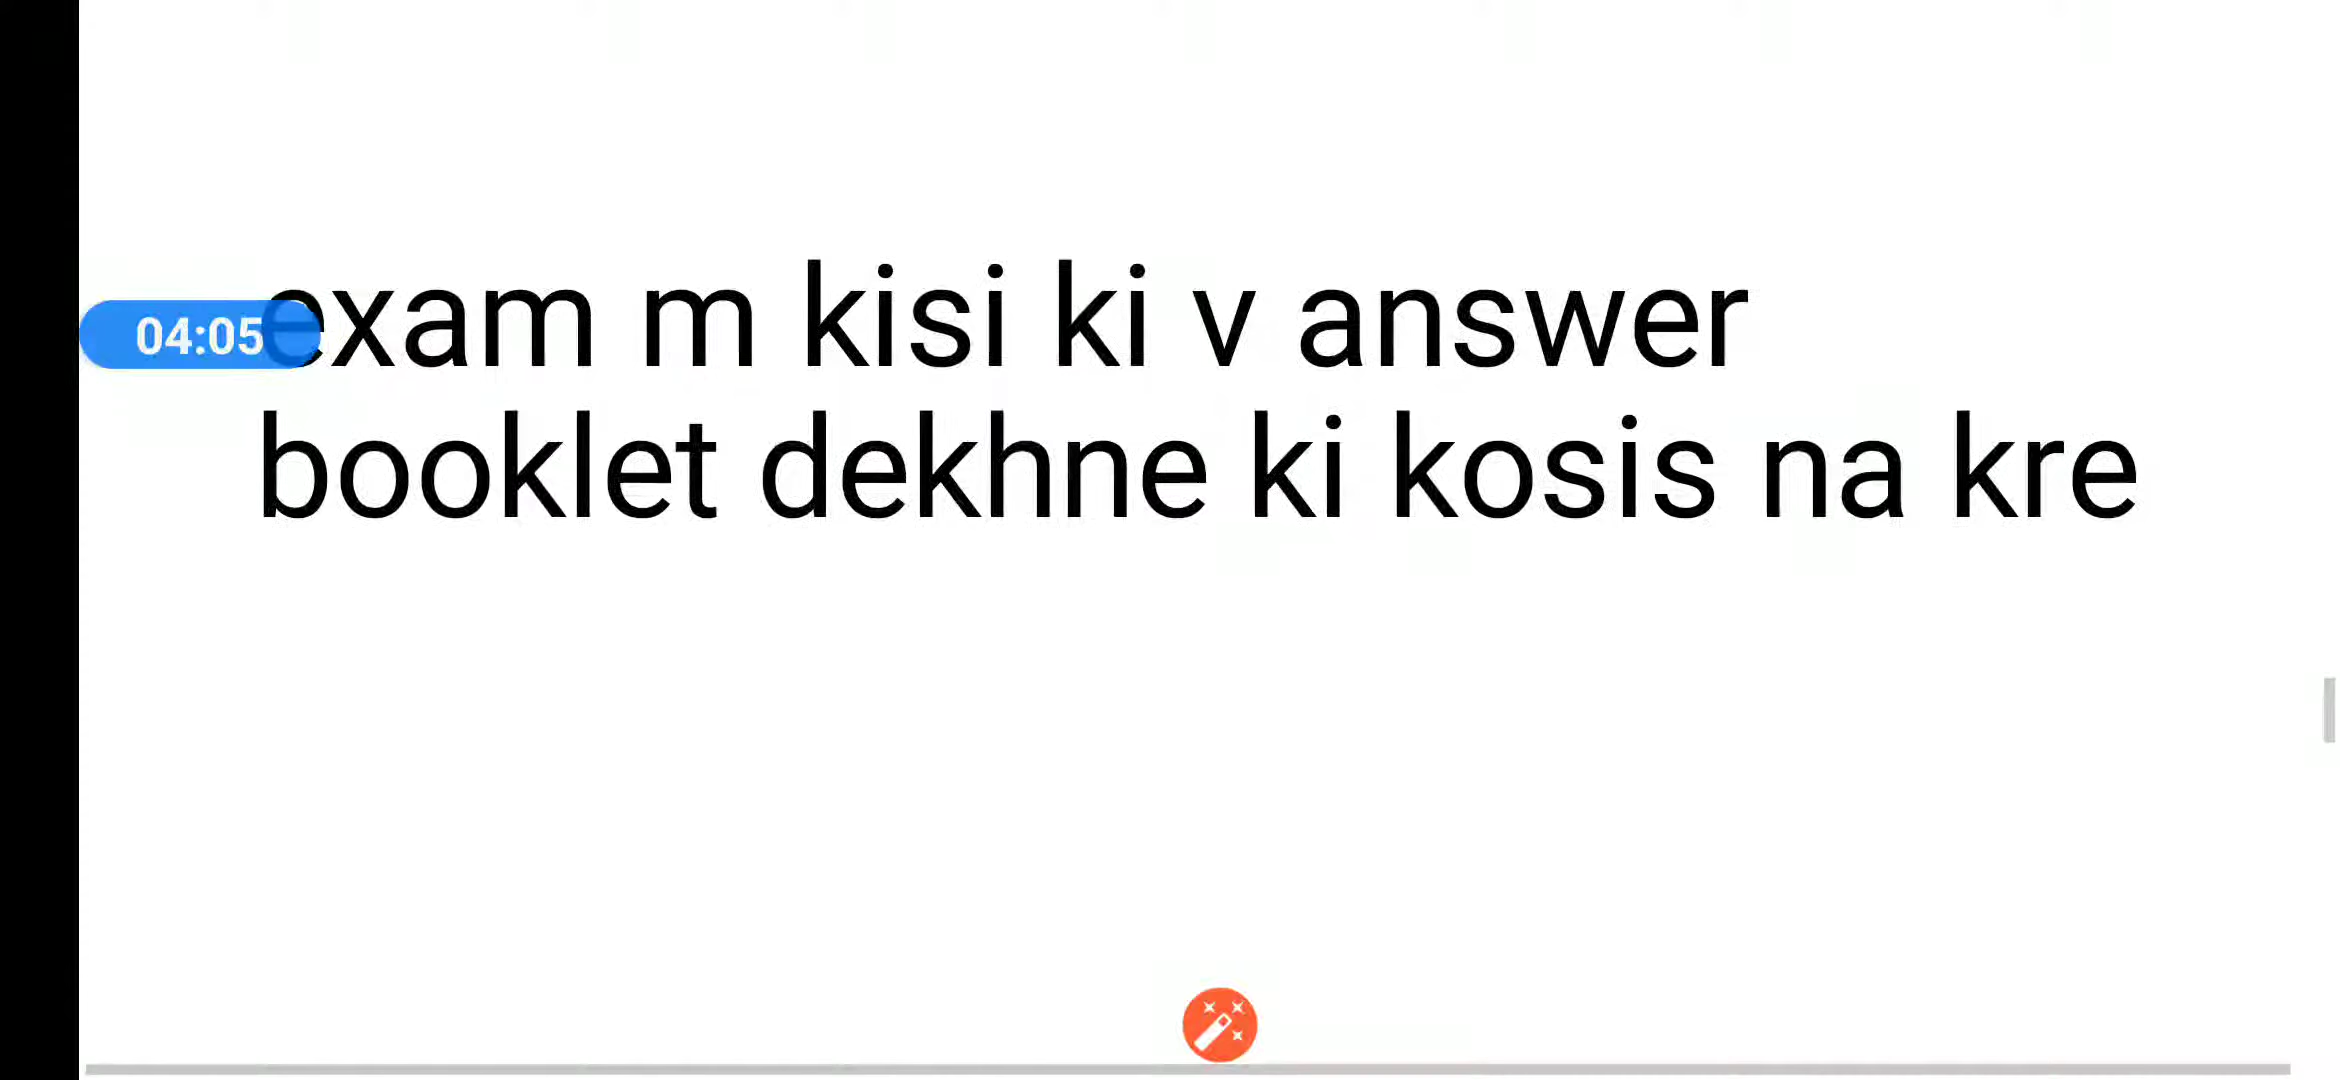 exam m kisi ki v answer
04:05
booklet dekhne ki kosis na kre